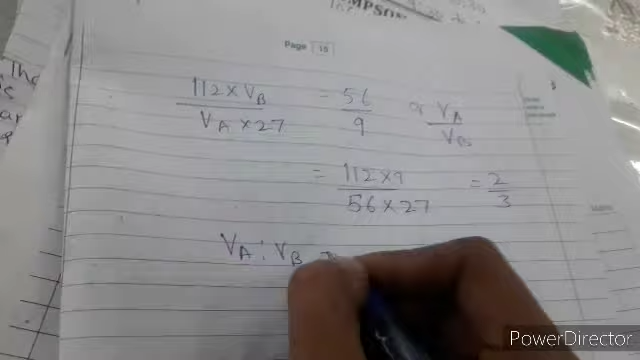 MPSON
Page 15
112 × V_B / V_A × 27 = 56 / 9 or V_A / V_B
= 112 × 9 / 56 × 27 = 2 / 3
V_A : V_B
PowerDirector